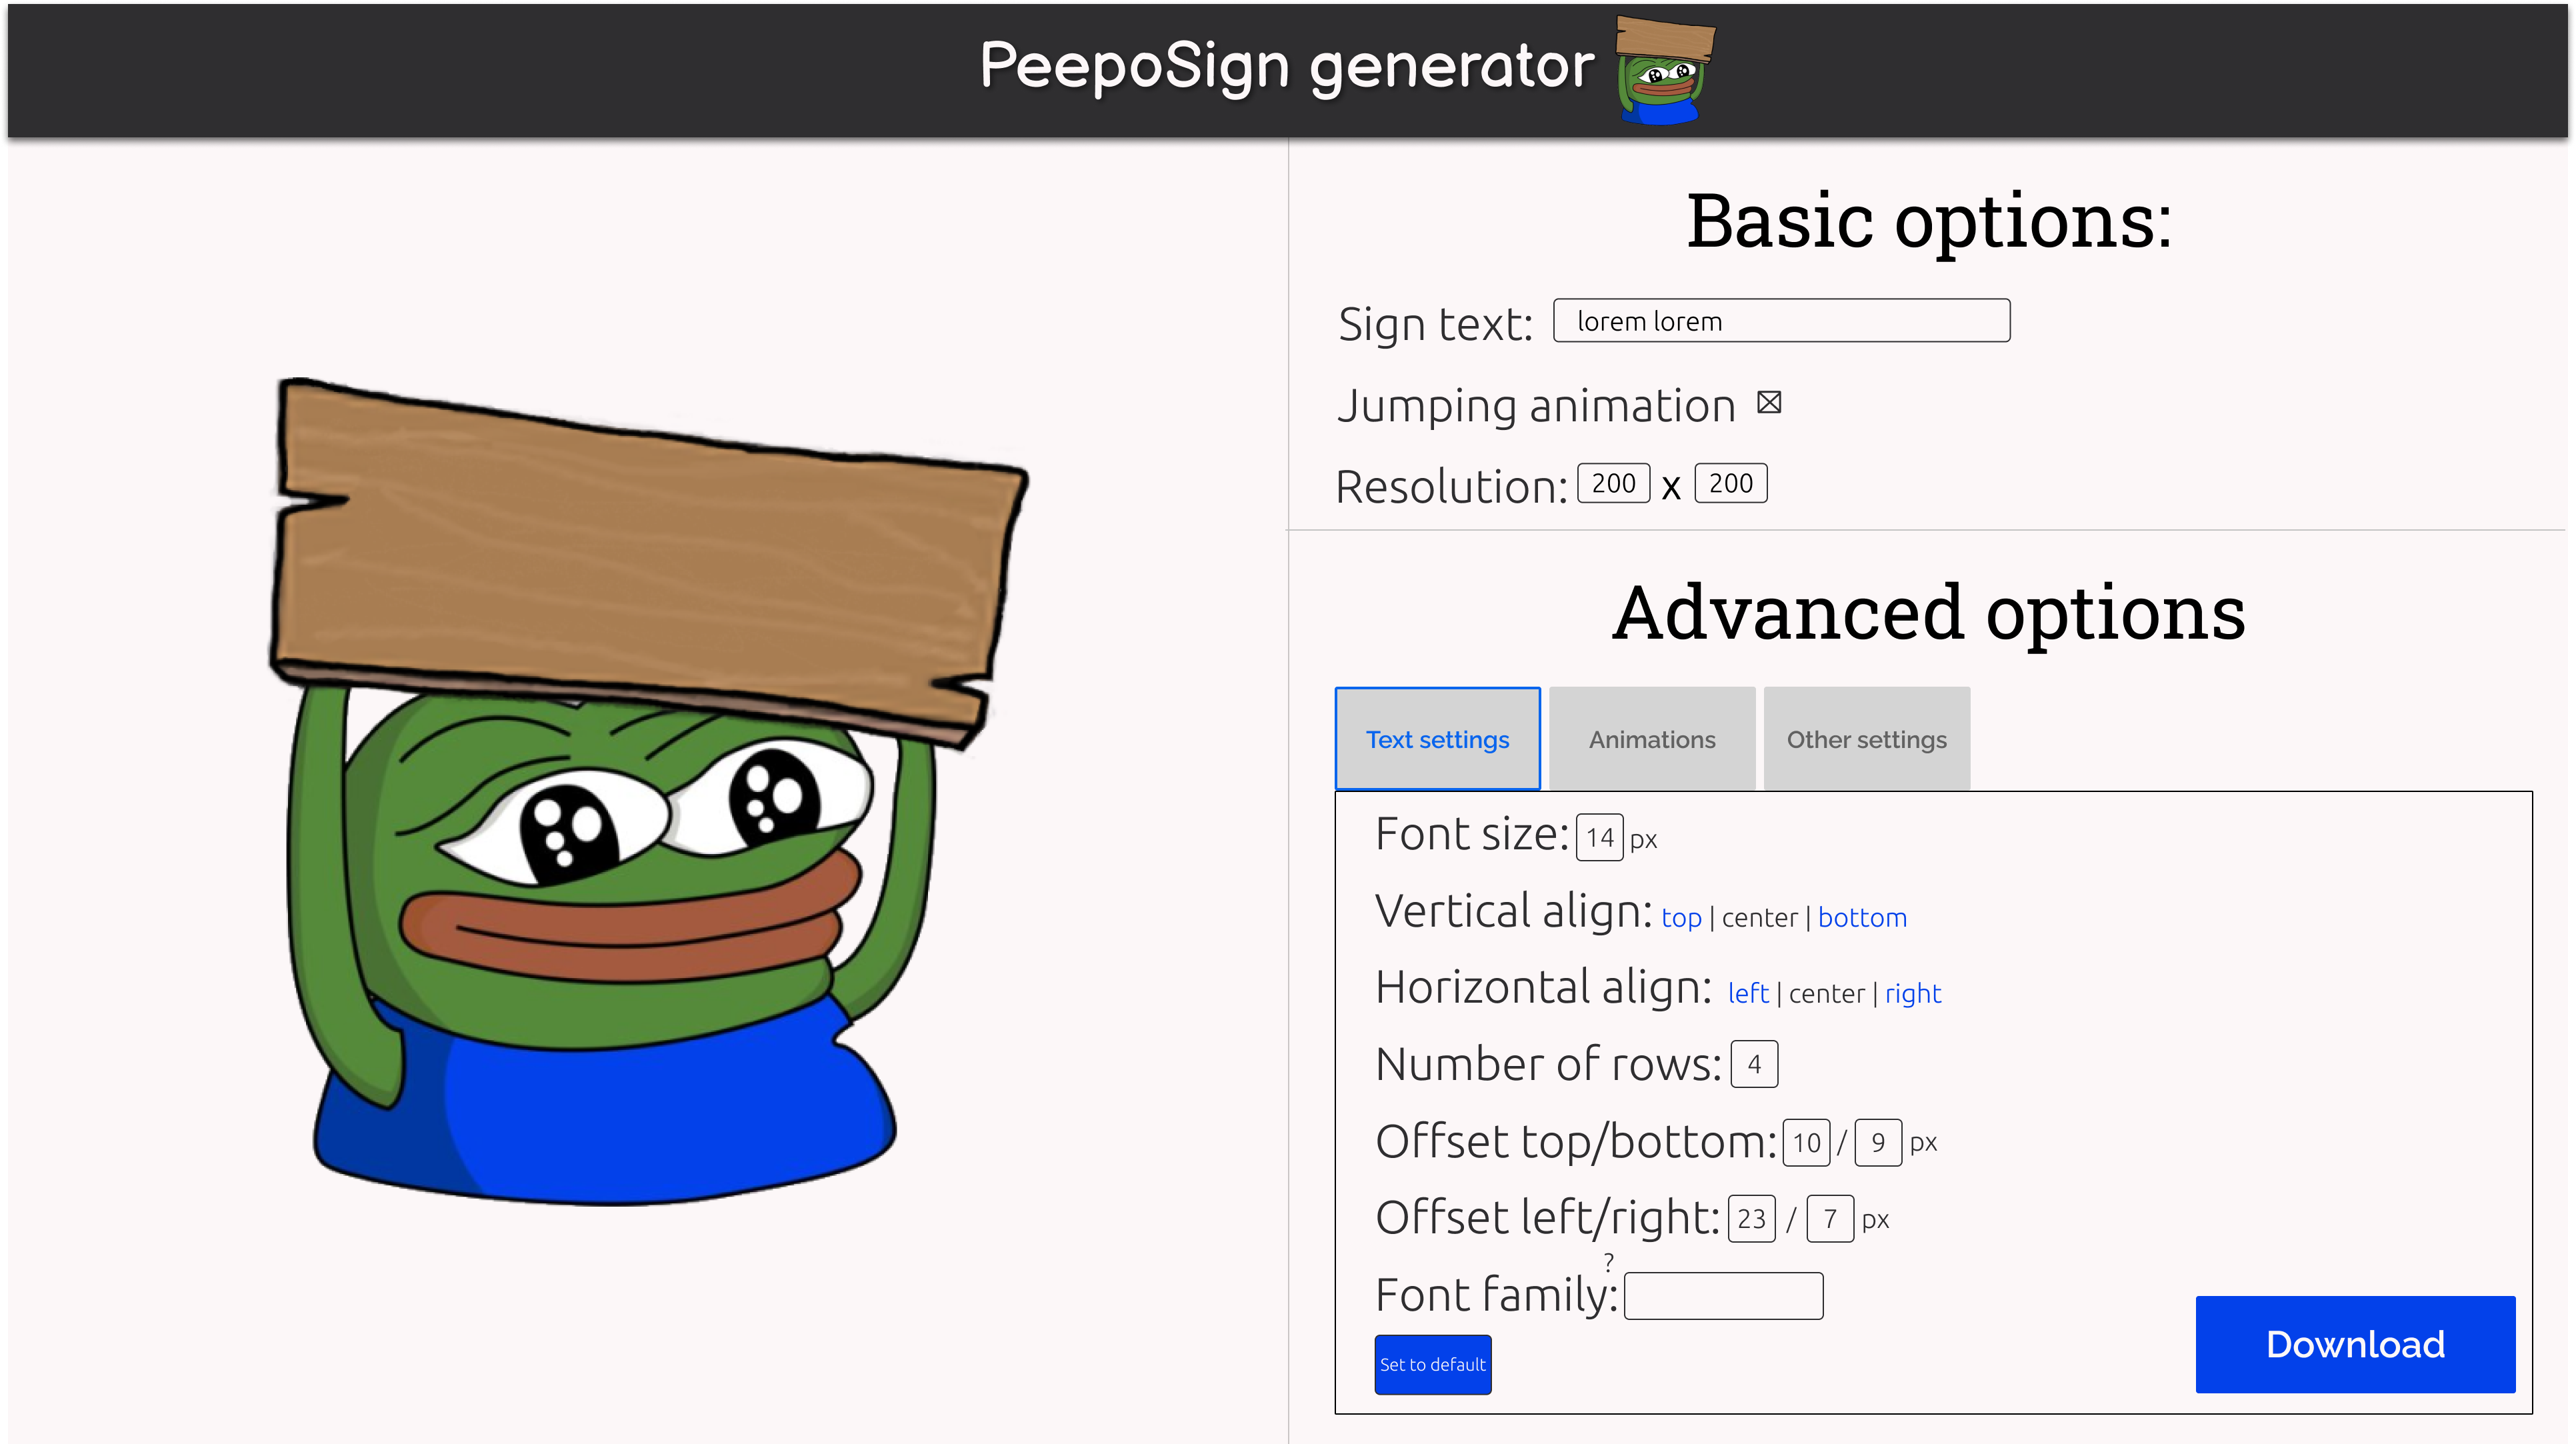 PeepoSign generator
Basic options:
Sign text: lorem lorem
Jumping animation
Resolution: 200 x 200
Advanced options
Text settings Animations Other settings
Font size: 14 px
Vertical align: top | center | bottom
Horizontal align: left | center | right
Number of rows: 4
Offset top/bottom: 10 / 9 px
Offset left/right: 23 / 7 px
?
Font family:
Set to default
Download